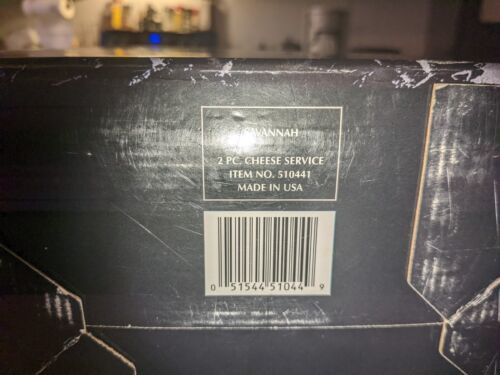 SAVANNAH
2 PC. CHEESE SERVICE
ITEM NO. 510441
MADE IN USA
0 51544 51044 9